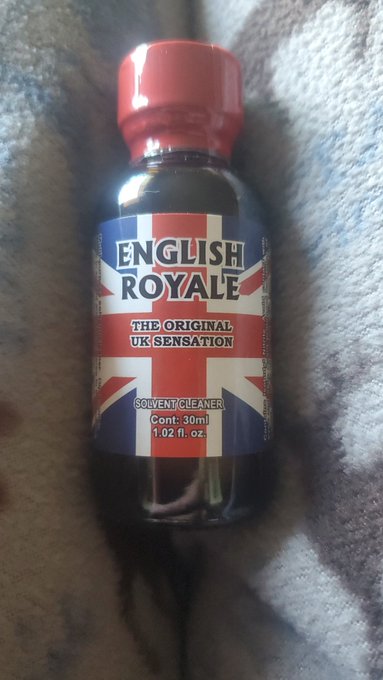 ENGLISH
ROYALE
THE ORIGINAL
UK SENSATION
SOLVENT CLEANER
Cont: 30ml
1.02 fl. oz.